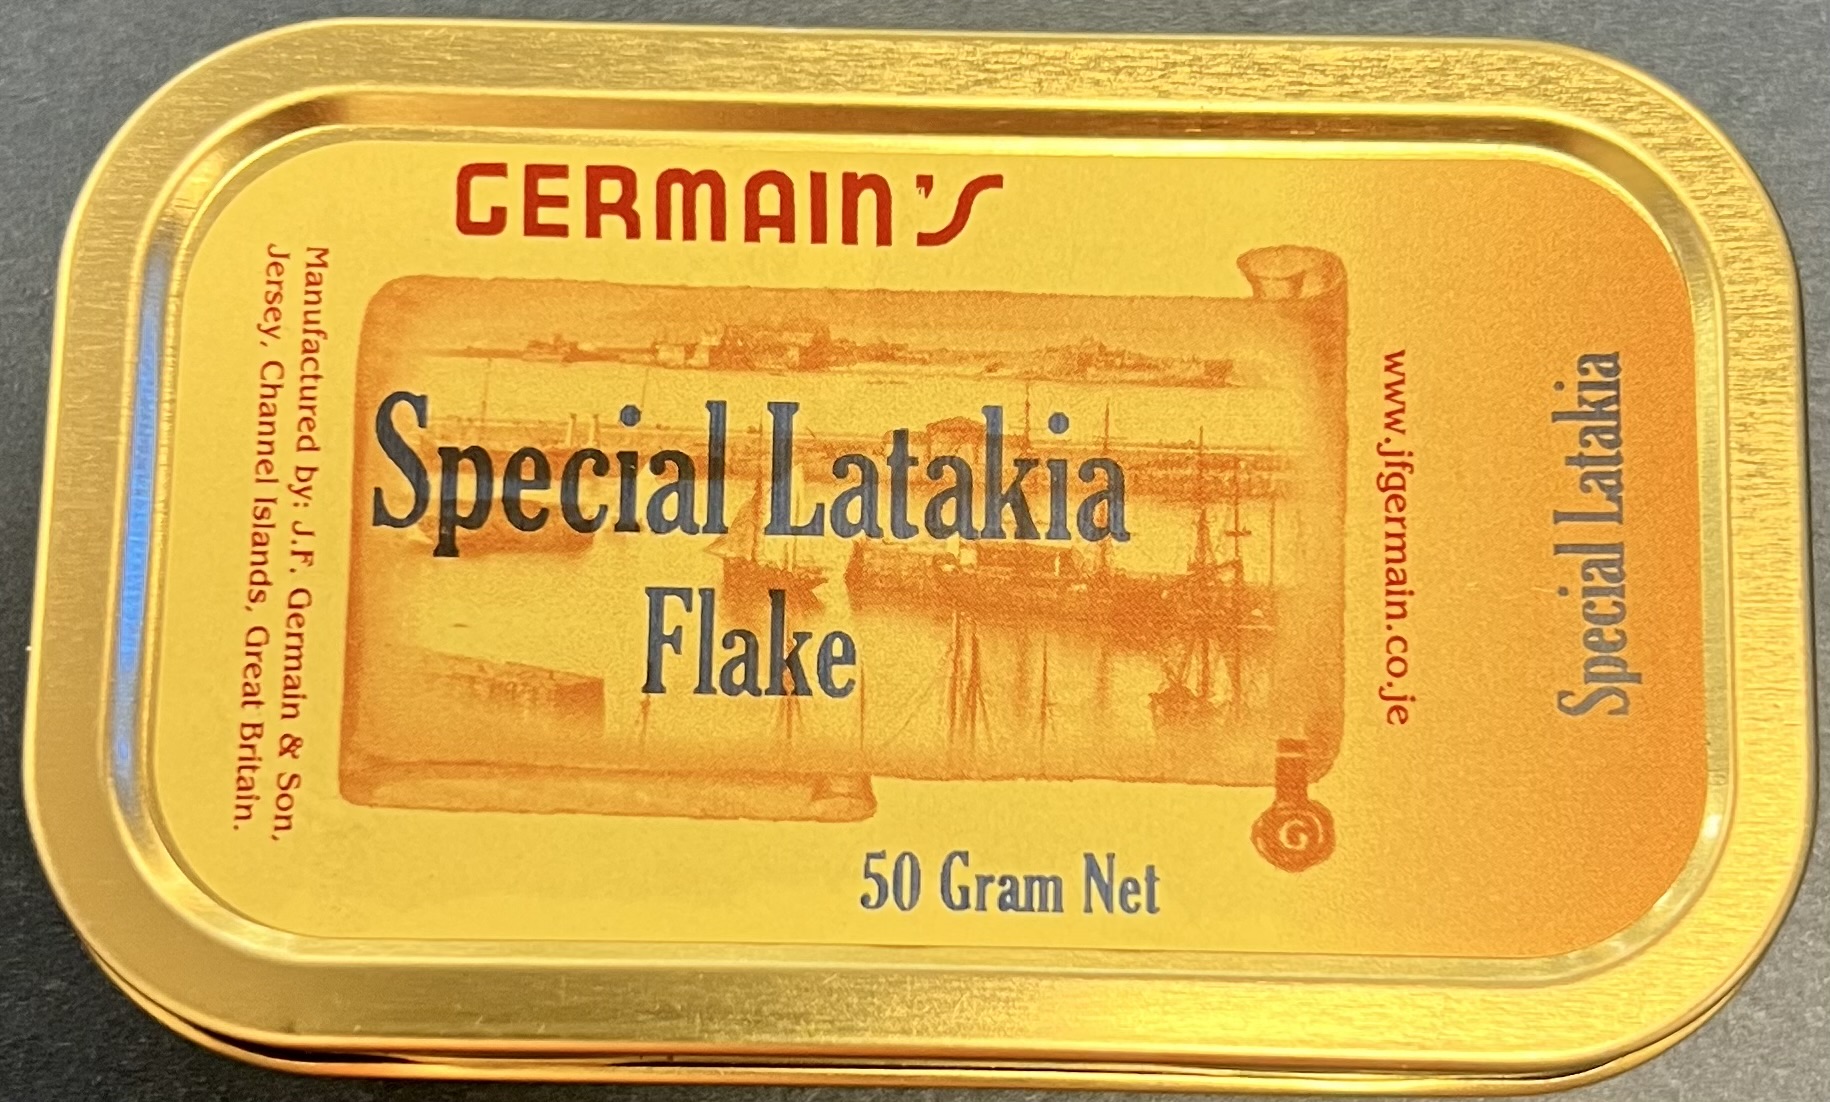 GERMAIN'S
Special Latakia
Flake
50 Gram Net
Manufactured by: J.F. Germain & Son,
Jersey, Channel Islands, Great Britain.
www.jfgermain.co.je
Special Latakia
G